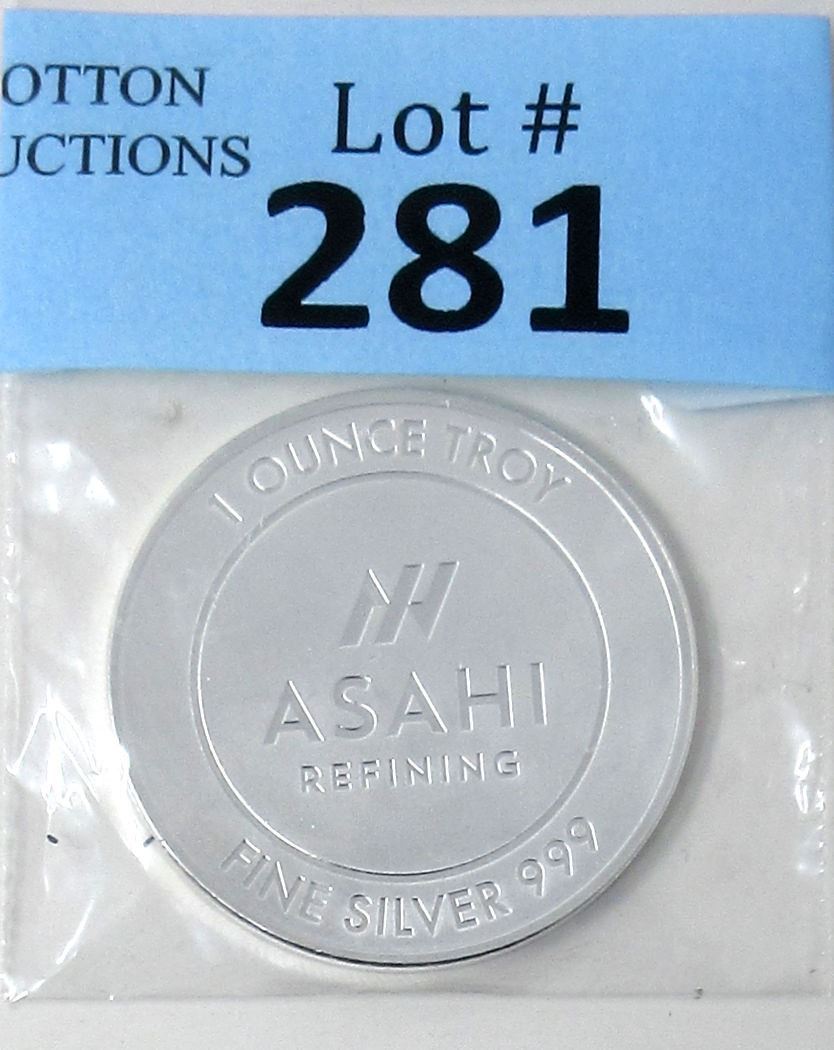 OTTON
UCTIONS
Lot #
281
1 OUNCE TROY
ASAHI
REFINING
FINE SILVER 999